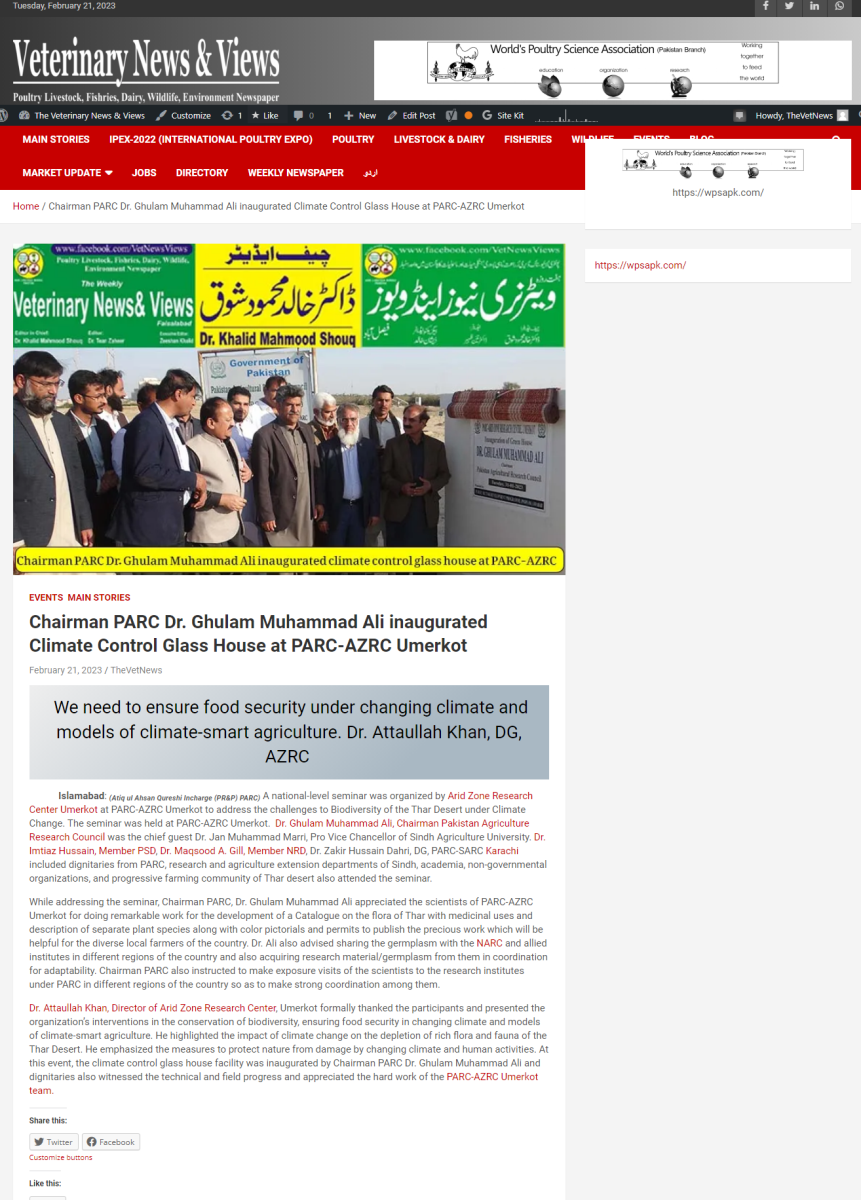 Tuesday, February 21, 2023
Veterinary News & Views
Poultry Livestock, Fishries, Dairy, Wildlife, Environment Newspaper
World's Poultry Science Association (Pakistan Branch)
education
organization
research
Working
together
to feed
the world
The Veterinary News & Views Customize 1 Like 0 1 New Edit Post Site Kit Howdy, TheVetNews
MAIN STORIES IPEX-2022 (INTERNATIONAL POULTRY EXPO) POULTRY LIVESTOCK & DAIRY FISHERIES WILDLIFE EVENTS BLOG
MARKET UPDATE JOBS DIRECTORY WEEKLY NEWSPAPER اردو
World's Poultry Science Association (Pakistan Branch)
https://wpsapk.com/
Home / Chairman PARC Dr. Ghulam Muhammad Ali inaugurated Climate Control Glass House at PARC-AZRC Umerkot
https://wpsapk.com/
www.facebook.com/VetNewsViews
Poultry Livestock, Fishries, Dairy, Wildlife,
Environment Newspaper
The Weekly
Veterinary News& Views
Faisalabad
Dr. Khalid Mahmood Shouq
چیف ایڈیٹر
ڈاکٹر خالد محمود شوق
Dr. Khalid Mahmood Shouq
www.facebook.com/VetNewsViews
ویٹرنری نیوز اینڈ ویوز
فیصل آباد
Government of
Pakistan
Inauguration of Green House
DR. GHULAM MUHAMMAD ALI
Chairman
Pakistan Agricultural Research Council
Chairman PARC Dr. Ghulam Muhammad Ali inaugurated climate control glass house at PARC-AZRC
EVENTS MAIN STORIES
Chairman PARC Dr. Ghulam Muhammad Ali inaugurated
Climate Control Glass House at PARC-AZRC Umerkot
February 21, 2023 / TheVetNews
We need to ensure food security under changing climate and
models of climate-smart agriculture. Dr. Attaullah Khan, DG,
AZRC
Islamabad: (Atiq ul Ahsan Qureshi Incharge (PR&P) PARC) A national-level seminar was organized by Arid Zone Research
Center Umerkot at PARC-AZRC Umerkot to address the challenges to Biodiversity of the Thar Desert under Climate
Change. The seminar was held at PARC-AZRC Umerkot. Dr. Ghulam Muhammad Ali, Chairman Pakistan Agriculture
Research Council was the chief guest Dr. Jan Muhammad Marri, Pro Vice Chancellor of Sindh Agriculture University. Dr.
Imtiaz Hussain, Member PSD, Dr. Maqsood A. Gill, Member NRD, Dr. Zakir Hussain Dahri, DG, PARC-SARC Karachi
included dignitaries from PARC, research and agriculture extension departments of Sindh, academia, non-governmental
organizations, and progressive farming community of Thar desert also attended the seminar.
While addressing the seminar, Chairman PARC, Dr. Ghulam Muhammad Ali appreciated the scientists of PARC-AZRC
Umerkot for doing remarkable work for the development of a Catalogue on the flora of Thar with medicinal uses and
description of separate plant species along with color pictorials and permits to publish the precious work which will be
helpful for the diverse local farmers of the country. Dr. Ali also advised sharing the germplasm with the NARC and allied
institutes in different regions of the country and also acquiring research material/germplasm from them in coordination
for adaptability. Chairman PARC also instructed to make exposure visits of the scientists to the research institutes
under PARC in different regions of the country so as to make strong coordination among them.
Dr. Attaullah Khan, Director of Arid Zone Research Center, Umerkot formally thanked the participants and presented the
organization's interventions in the conservation of biodiversity, ensuring food security in changing climate and models
of climate-smart agriculture. He highlighted the impact of climate change on the depletion of rich flora and fauna of the
Thar Desert. He emphasized the measures to protect nature from damage by changing climate and human activities. At
this event, the climate control glass house facility was inaugurated by Chairman PARC Dr. Ghulam Muhammad Ali and
dignitaries also witnessed the technical and field progress and appreciated the hard work of the PARC-AZRC Umerkot
team.
Share this:
Twitter Facebook
Customize buttons
Like this: